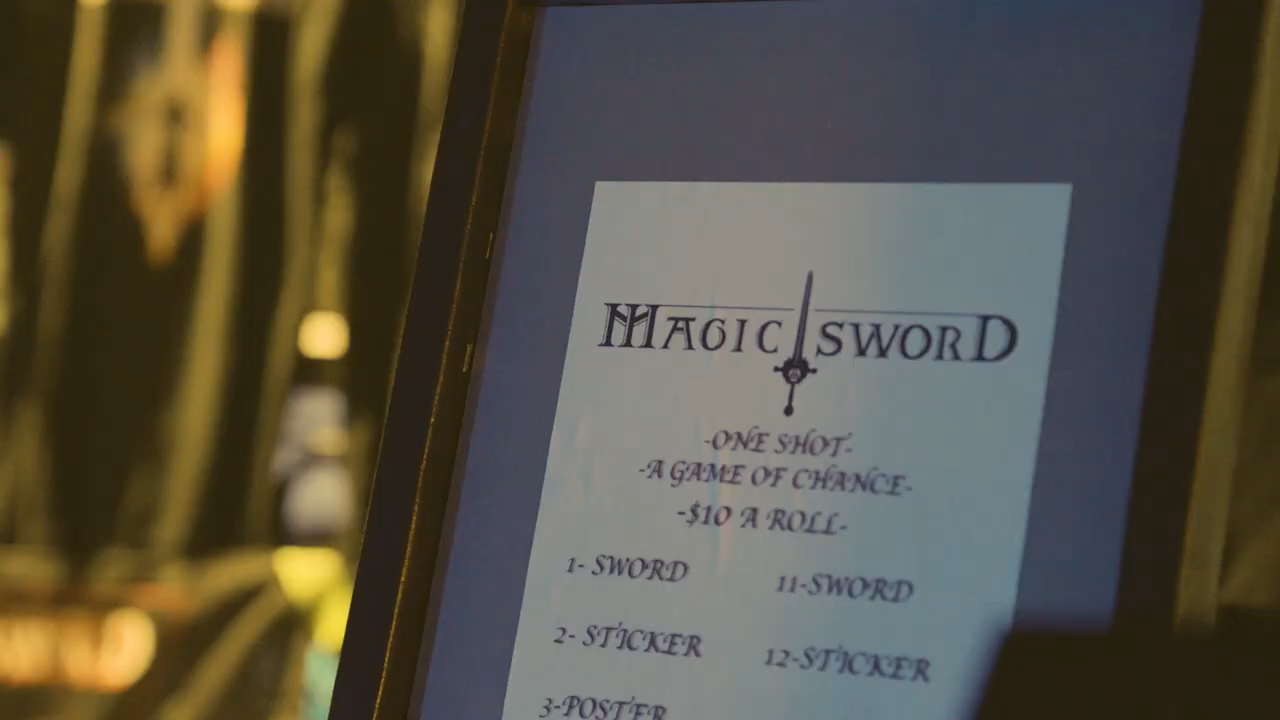 MAGIC SWORD
-ONE SHOT-
-A GAME OF CHANCE-
-$10 A ROLL-
1- SWORD
11-SWORD
2- STICKER
12-STICKER
3-POSTER